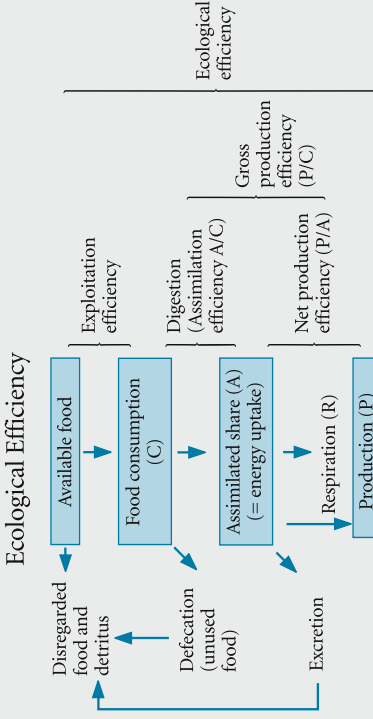 Ecological Efficiency
Available food
Food consumption
(C)
Assimilated share (A)
(= energy uptake)
Respiration (R)
Production (P)
Disregarded
food and
detritus
Defecation
(unused
food)
Excretion
Exploitation
efficiency
Digestion
(Assimilation
efficiency A/C)
Net production
efficiency (P/A)
Gross
production
efficiency
(P/C)
Ecological
efficiency